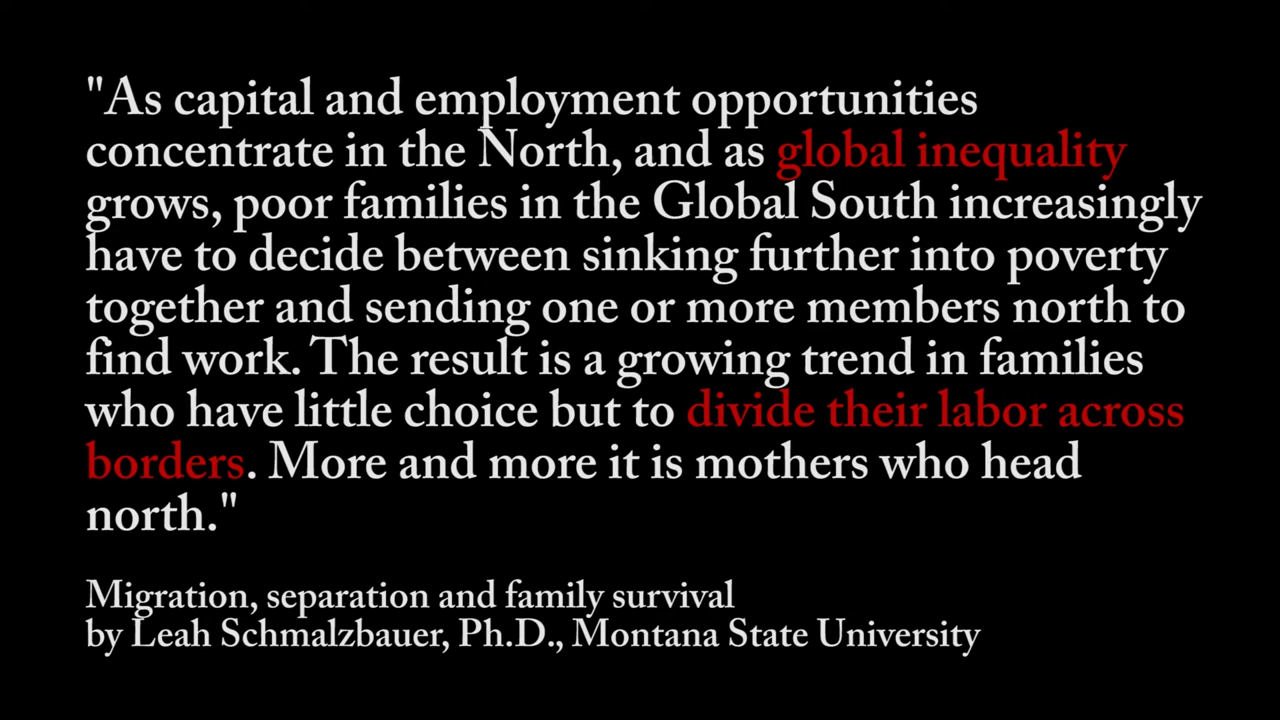 "As capital and employment opportunities
concentrate in the North, and as global inequality
grows, poor families in the Global South increasingly
have to decide between sinking further into poverty
together and sending one or more members north to
find work. The result is a growing trend in families
who have little choice but to divide their labor across
borders. More and more it is mothers who head
north."
Migration, separation and family survival
by Leah Schmalzbauer, Ph.D., Montana State University